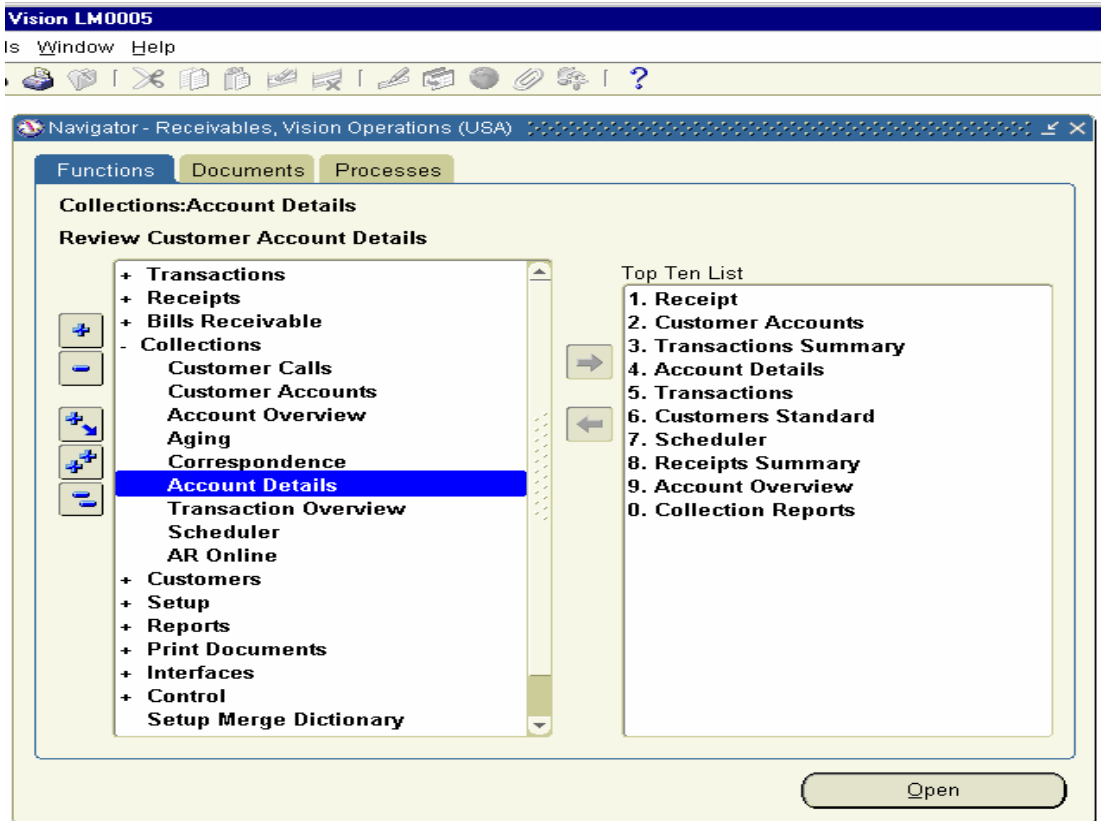 Vision LM0005
ls Window Help
Navigator - Receivables, Vision Operations (USA)
Functions Documents Processes
Collections:Account Details
Review Customer Account Details
+ Transactions
+ Receipts
+ Bills Receivable
- Collections
Customer Calls
Customer Accounts
Account Overview
Aging
Correspondence
Account Details
Transaction Overview
Scheduler
AR Online
+ Customers
+ Setup
+ Reports
+ Print Documents
+ Interfaces
+ Control
Setup Merge Dictionary
Top Ten List
1. Receipt
2. Customer Accounts
3. Transactions Summary
4. Account Details
5. Transactions
6. Customers Standard
7. Scheduler
8. Receipts Summary
9. Account Overview
0. Collection Reports
Open